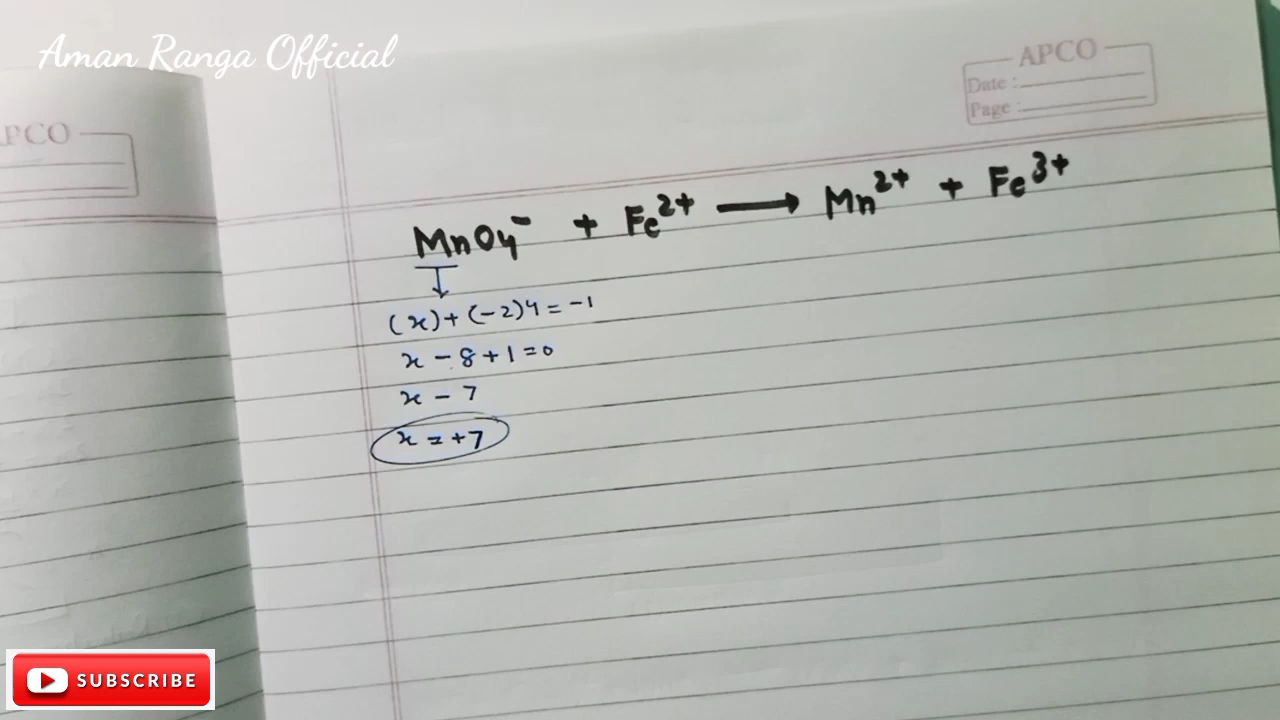 Aman Ranga Official
APCO
Date :
Page :
PCO
MnO4⁻ + Fe²⁺ ⟶ Mn²⁺ + Fe³⁺
↓
(x)+(-2)4=-1
x - 8 + 1 = 0
x - 7
x = +7
SUBSCRIBE